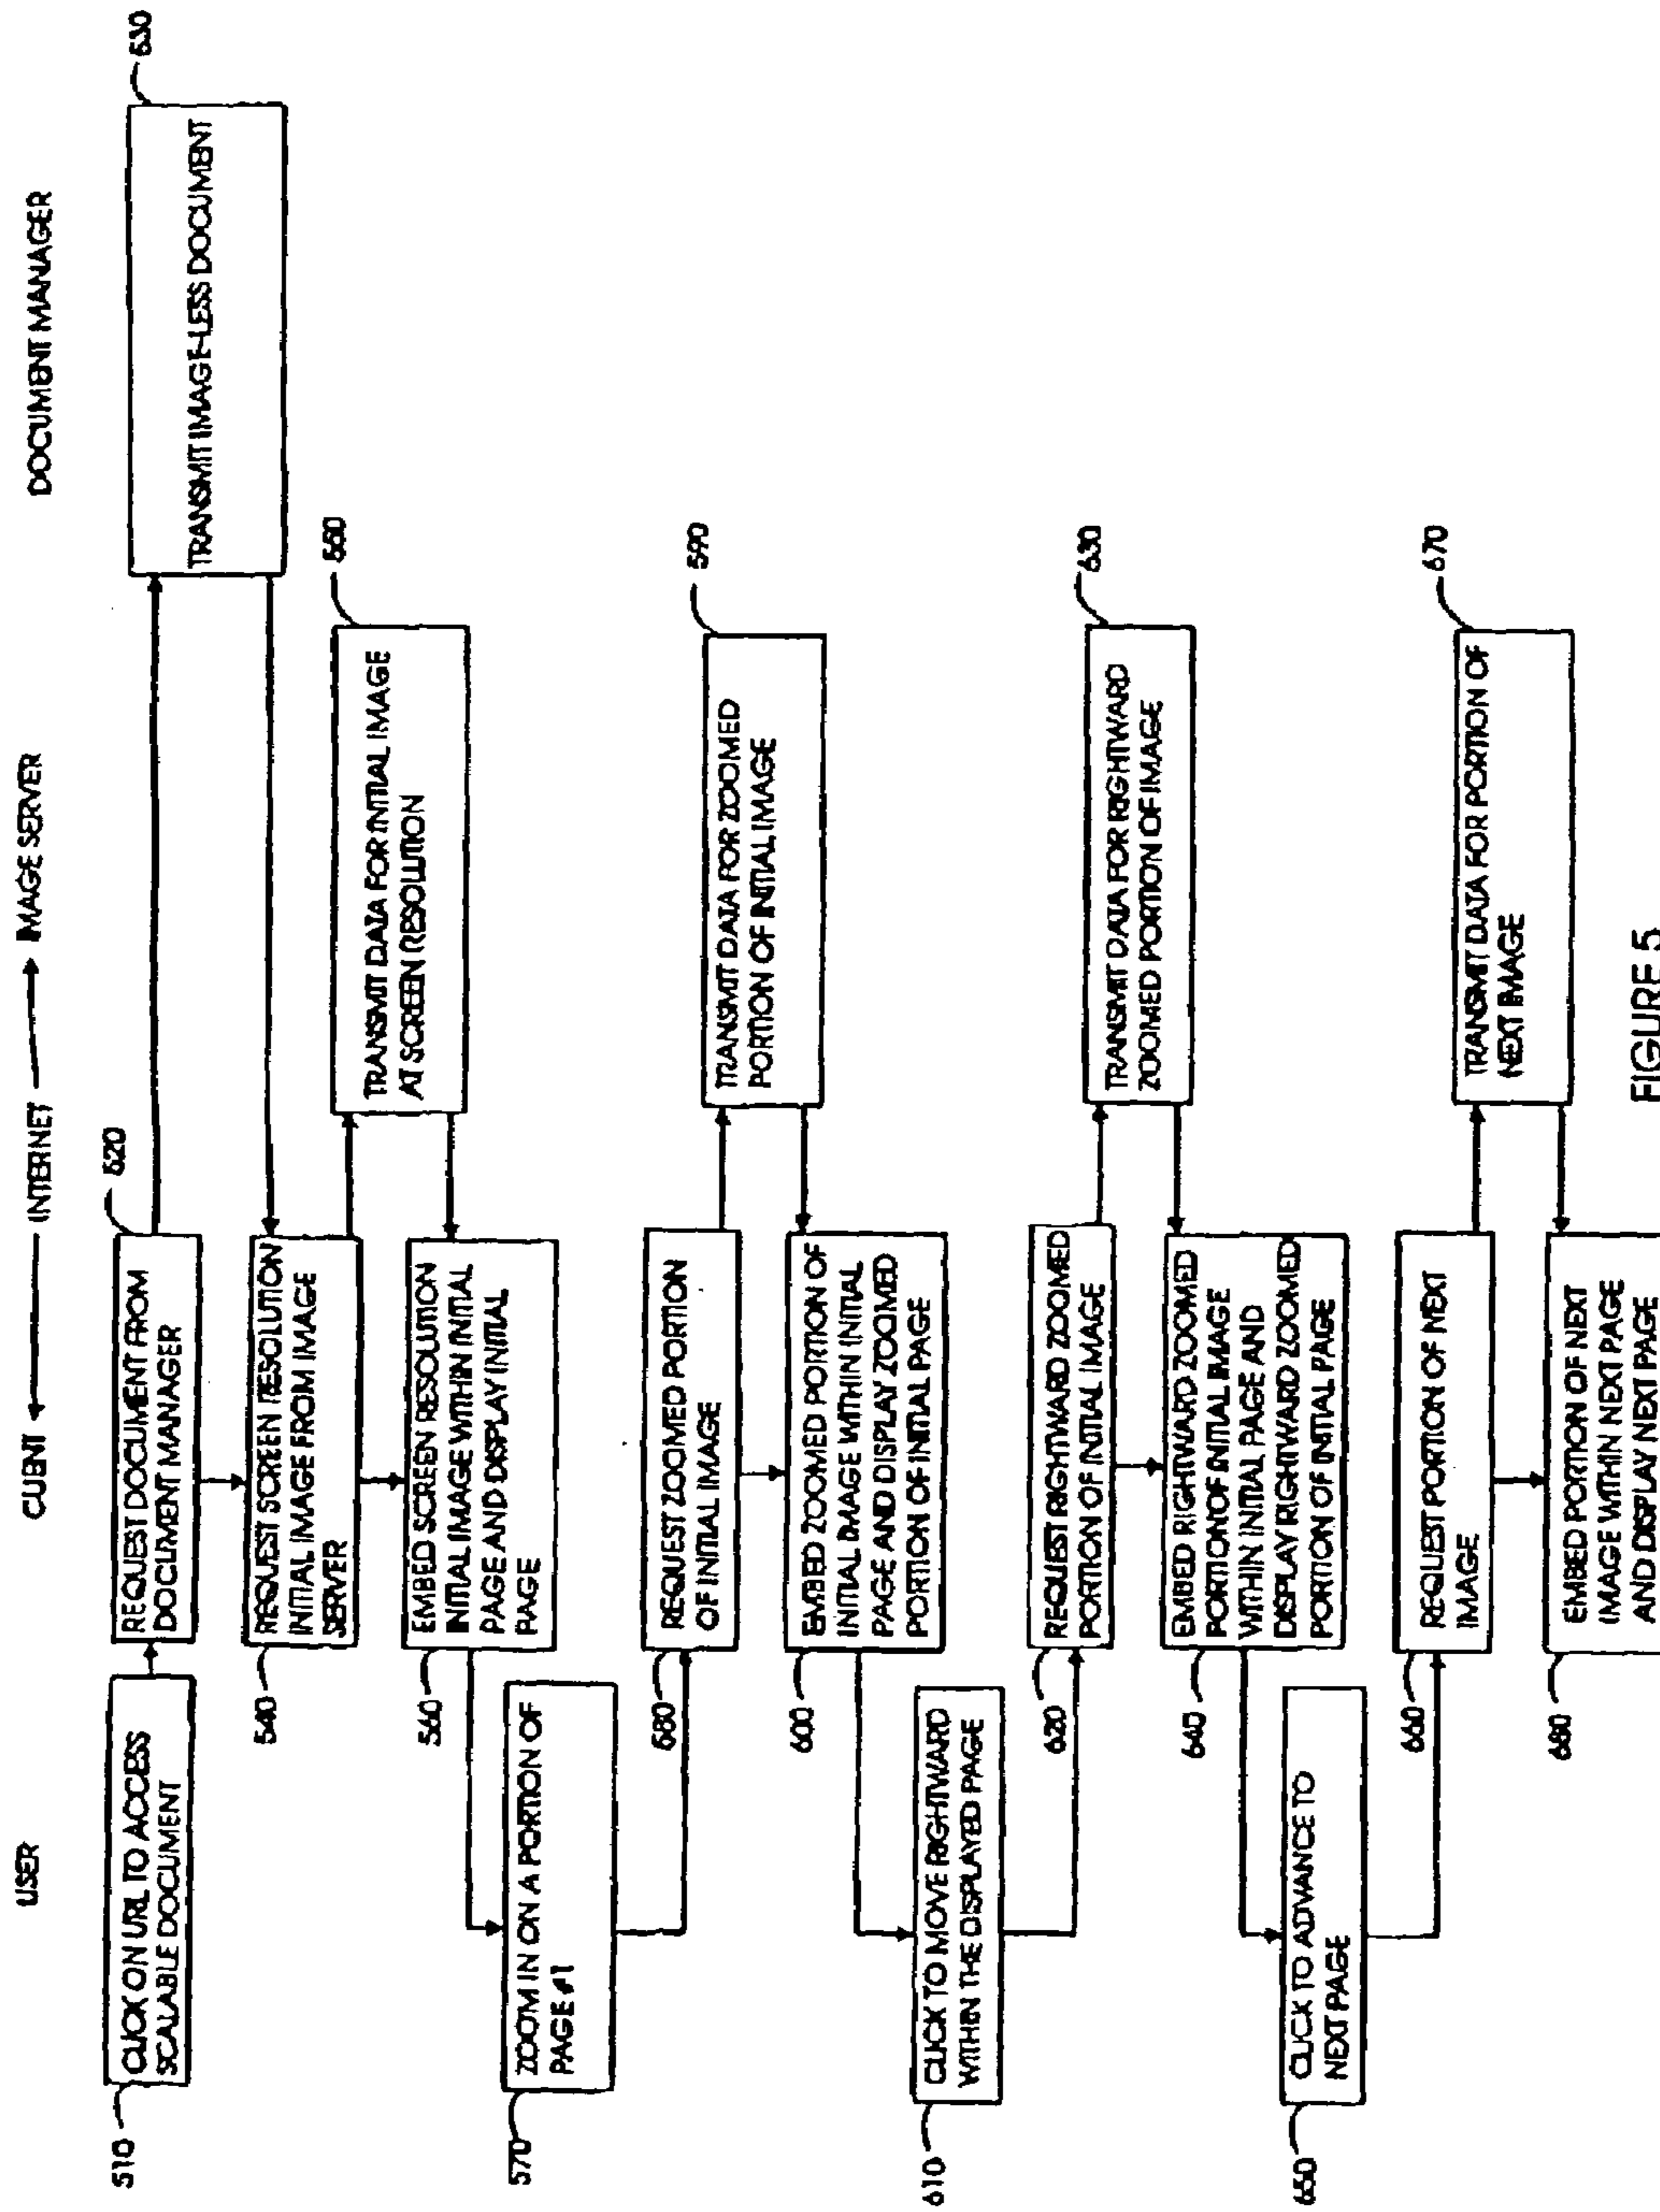 USER
CLIENT
INTERNET
IMAGE SERVER
DOCUMENT MANAGER
510
CLICK ON URL TO ACCESS
SCALABLE DOCUMENT
520
REQUEST DOCUMENT FROM
DOCUMENT MANAGER
530
TRANSMIT IMAGE-LESS DOCUMENT
540
REQUEST SCREEN RESOLUTION
INITIAL IMAGE FROM IMAGE
SERVER
550
TRANSMIT DATA FOR INITIAL IMAGE
AT SCREEN RESOLUTION
560
EMBED SCREEN RESOLUTION
INITIAL IMAGE WITHIN INITIAL
PAGE AND DISPLAY INITIAL
PAGE
570
ZOOM IN ON A PORTION OF
PAGE #1
580
REQUEST ZOOMED PORTION
OF INITIAL IMAGE
590
TRANSMIT DATA FOR ZOOMED
PORTION OF INITIAL IMAGE
600
EMBED ZOOMED PORTION OF
INITIAL IMAGE WITHIN INITIAL
PAGE AND DISPLAY ZOOMED
PORTION OF INITIAL PAGE
610
CLICK TO MOVE RIGHTWARD
WITHIN THE DISPLAYED PAGE
620
REQUEST RIGHTWARD ZOOMED
PORTION OF INITIAL IMAGE
630
TRANSMIT DATA FOR RIGHTWARD
ZOOMED PORTION OF IMAGE
640
EMBED RIGHTWARD ZOOMED
PORTION OF INITIAL IMAGE
WITHIN INITIAL PAGE AND
DISPLAY RIGHTWARD ZOOMED
PORTION OF INITIAL PAGE
650
CLICK TO ADVANCE TO
NEXT PAGE
660
REQUEST PORTION OF NEXT
IMAGE
670
TRANSMIT DATA FOR PORTION OF
NEXT IMAGE
680
EMBED PORTION OF NEXT
IMAGE WITHIN NEXT PAGE
AND DISPLAY NEXT PAGE
FIGURE 5